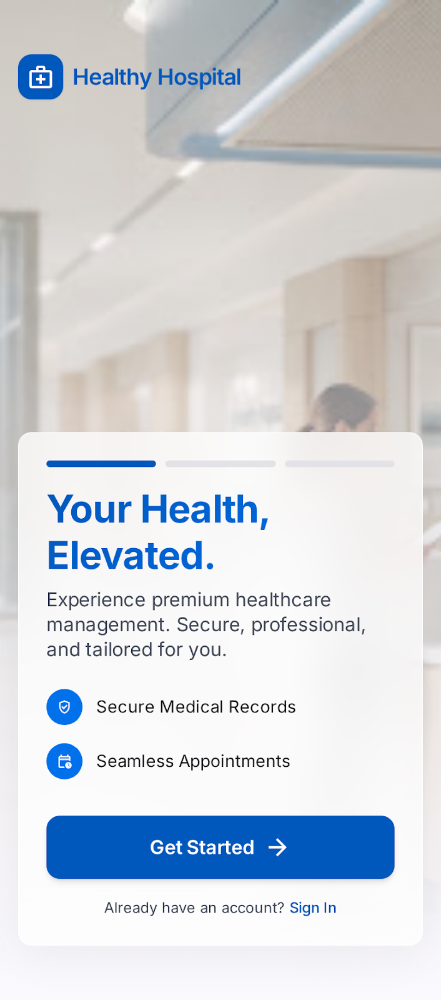 Healthy Hospital
Your Health,
Elevated.
Experience premium healthcare
management. Secure, professional,
and tailored for you.
Secure Medical Records
Seamless Appointments
Get Started
Already have an account? Sign In